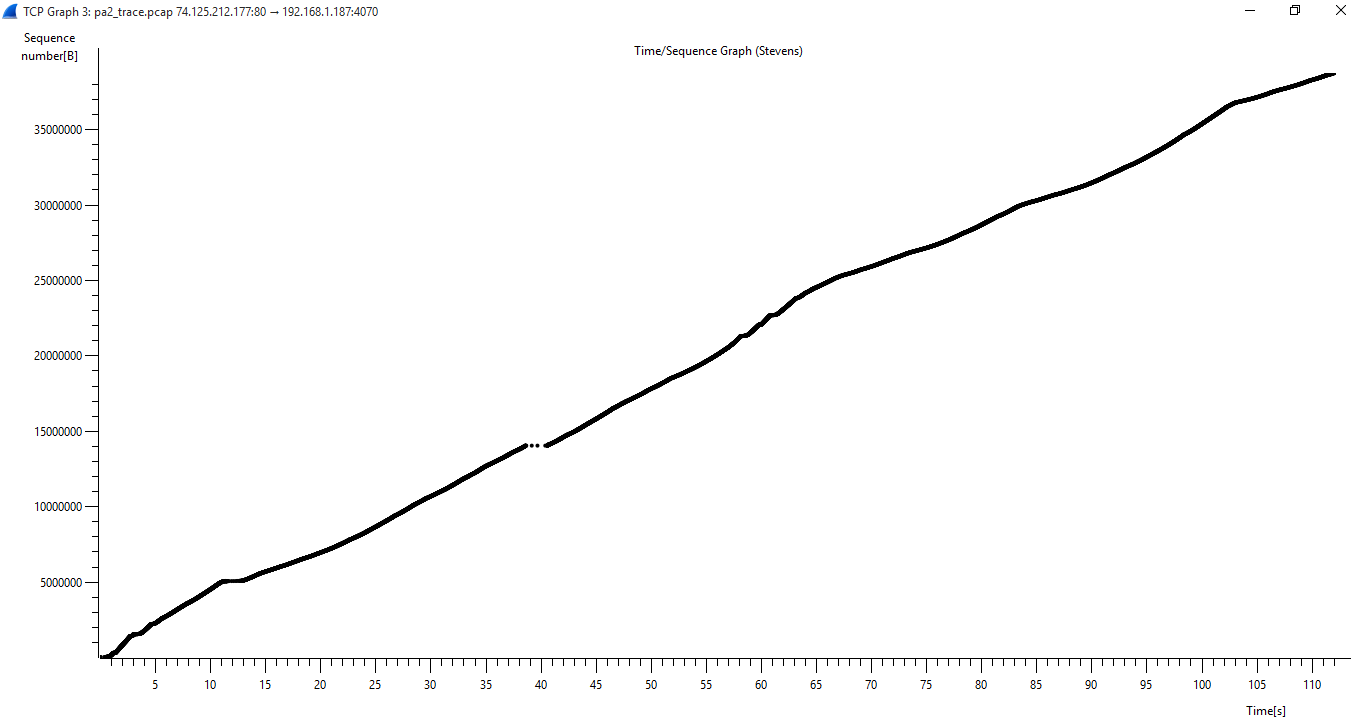 TCP Graph 3: pa2_trace.pcap 74.125.212.177:80 → 192.168.1.187:4070
Sequence
number[B]
Time/Sequence Graph (Stevens)
35000000
30000000
25000000
20000000
15000000
10000000
5000000
5 10 15 20 25 30 35 40 45 50 55 60 65 70 75 80 85 90 95 100 105 110
Time[s]